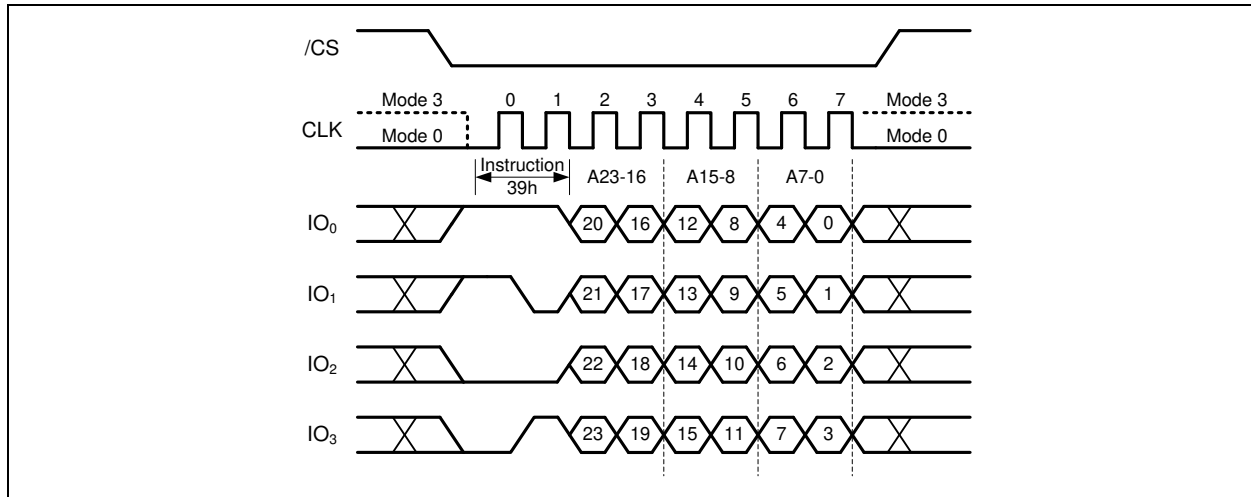 /CS
Mode 3 0 1 2 3 4 5 6 7 Mode 3
CLK Mode 0 Mode 0
Instruction A23-16 A15-8 A7-0
39h
IO₀ 20 16 12 8 4 0
IO₁ 21 17 13 9 5 1
IO₂ 22 18 14 10 6 2
IO₃ 23 19 15 11 7 3